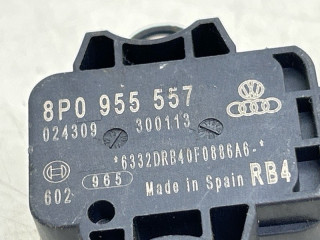 8P0 955 557
024309 300113
*6332DRB40F0886A6-*
965
602 Made in Spain RB4